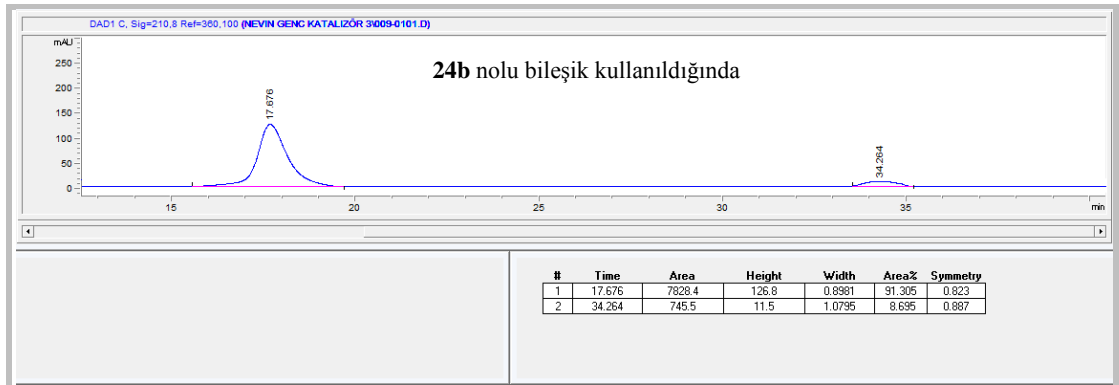 DAD1 C, Sig=210,8 Ref=360,100 (NEVIN GENC KATALIZÖR 3\009-0101.D)
mAU
250
200
150
100
50
0
24b nolu bileşik kullanıldığında
17.676
34.264
15 20 25 30 35 min
# Time Area Height Width Area% Symmetry
1 17.676 7828.4 126.8 0.8981 91.305 0.823
2 34.264 745.5 11.5 1.0795 8.695 0.887